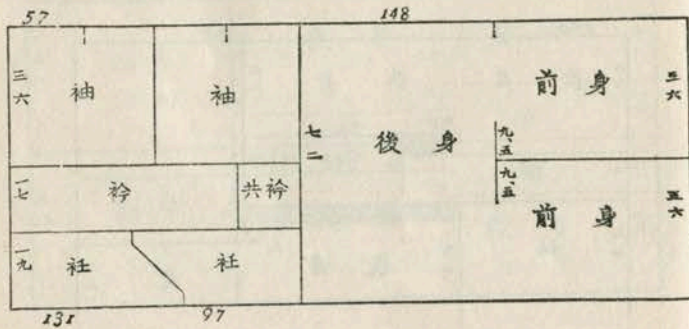 57
148
三六
袖
袖
前身
三六
七二
後身
九、五
九、五
一七
衿
共衿
前身
五六
一九
衽
衽
131
97